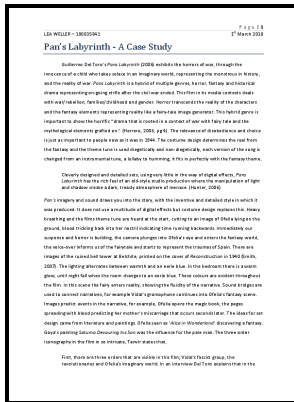 P a g e | 1
LEA WELLER – 100035841
1st March 2010
Pan's Labyrinth - A Case Study
Guillermo Del Toro's Pans Labyrinth (2006) exhibits the horrors of war, through the
innocence of a child who takes solace in an imaginary world, representing the monstrous in history,
and the reality of war. Pans Labyrinth is a hybrid of multiple genres; horror, fantasy and historical
drama representing on-going strife after the civil war ended. This film in its media contexts deals
with war/rebellion, families/childhood and gender. Horror transcends the reality of the characters
and the fantasy elements representing reality like a fairy-tale image generator. This hybrid genre is
important to show the horrific " drama that is rooted in a context of war with fairy tale and the
mythological elements grafted on " (Herrero, 2006, pg4). The relevance of disobedience and choice
is just as important to people now as it was in 1944. The costume design determines the real from
the fantasy and the theme tune is used diegetically and non-diegetically, each version of the song is
changed from an instrumental tune, a lullaby to humming; it fits in perfectly with the fantasy theme.
Cleverly designed and detailed sets, using very little in the way of digital effects, Pans
Labyrinth has the rich feel of an old-style studio production where the manipulation of light
and shadow create a dark, treacly atmosphere of menace. (Hunter, 2006)
Pan's imagery and sound draws you into the story, with the inventive and detailed style in which it
was produced. It does not use a multitude of digital effects but costume design replaces this. Heavy
breathing and the films theme tune are heard at the start, cutting to an image of Ofelia lying on the
ground, blood trickling back into her nostril indicating time running backwards. Immediately our
suspense and horror is building, the camera plunges into Ofelia's eye and enters the fantasy world,
the voice-over informs us of the fairytale and starts to represent the traumas of Spain. There are
images of the ruined bell tower at Belchite, printed on the cover of Reconstruction in 1940 (Smith,
2007). The lighting alternates between warmth and an eerie blue. In the bedroom there is a warm
glow, until night fall when the room changes to an eerie blue. These colours are evident throughout
the film. In this scene the fairy enters reality, showing the fluidity of the narrative. Sound bridges are
used to connect narratives, for example Vidal's gramophone continues into Ofelia's fantasy scene.
Images predict events in the narrative, for example, Ofelia opens the magic book, the pages
spreading with blood predicting her mother's miscarriage that occurs seconds later. The ideas for set
design came from literature and paintings. Ofelia seen as 'Alice in Wonderland' discovering a fantasy.
Goya's painting Saturno Devouring his Son was the influence for the pale man. The three order
iconography in the film is so intricate, Tanvir states that,
First, there are three orders that are visible in this film; Vidal's fascist group, the
revolutionaries and Ofelia's imaginary world. In an interview Del Toro explains that in the